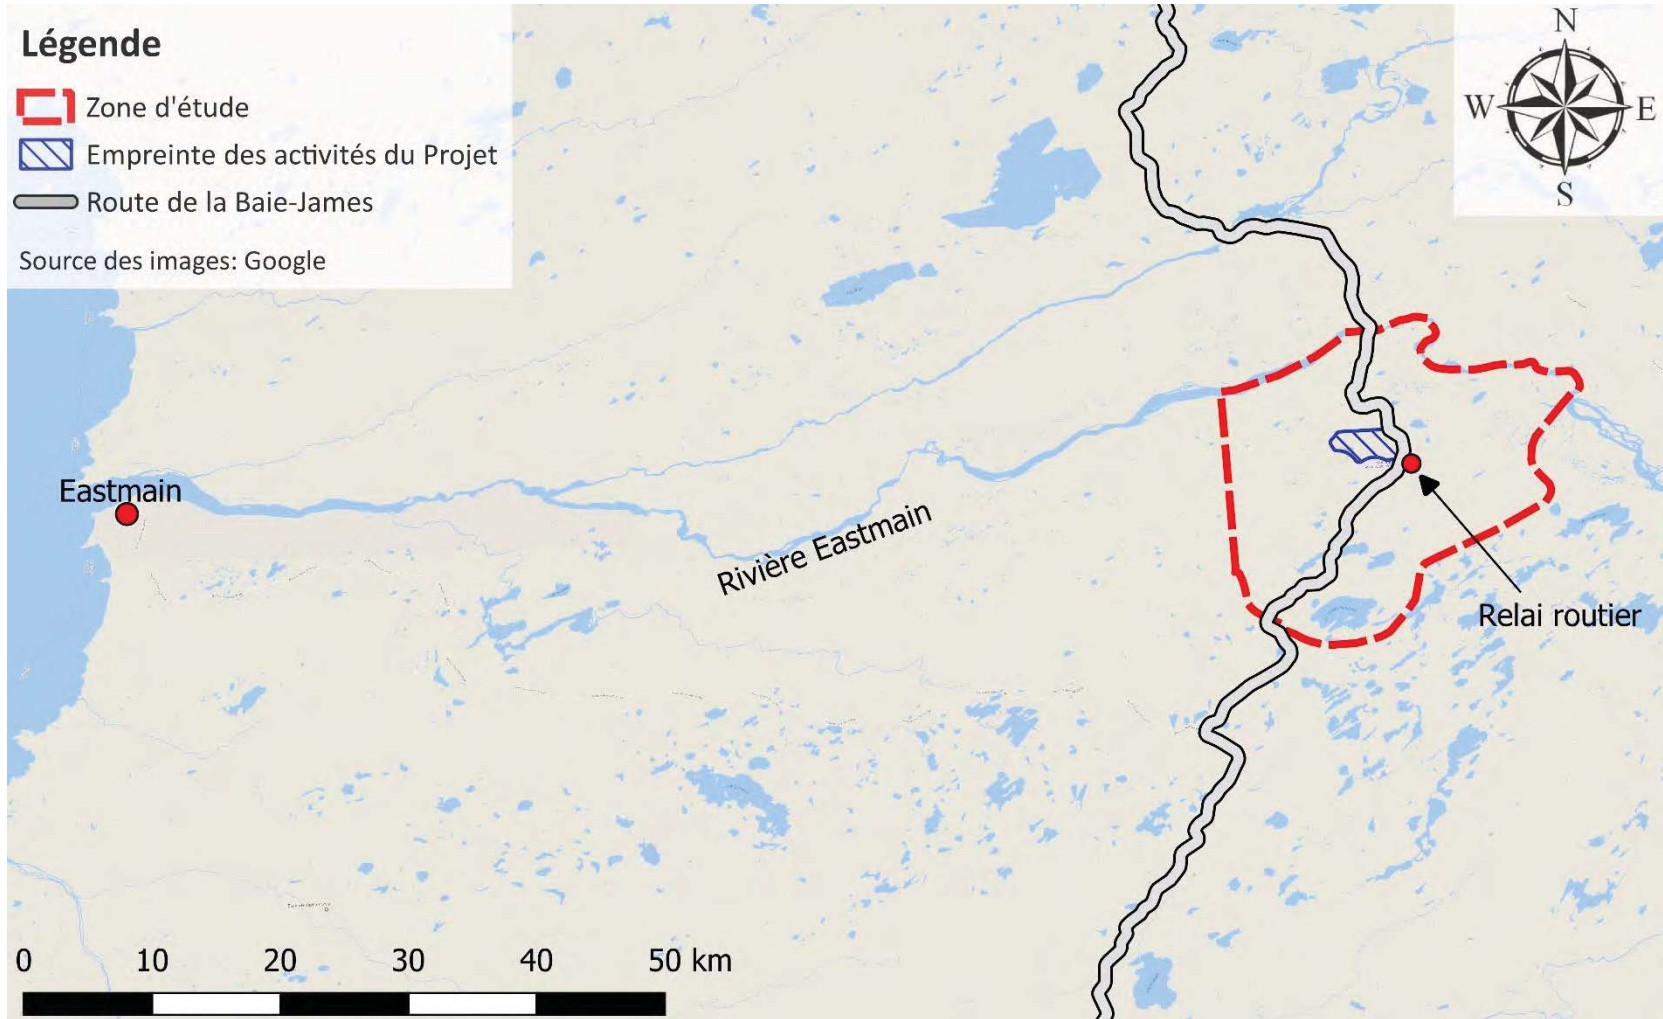 Légende
Zone d'étude
Empreinte des activités du Projet
Route de la Baie-James
Source des images: Google
N
W
E
S
Eastmain
Rivière Eastmain
Relai routier
0 10 20 30 40 50 km